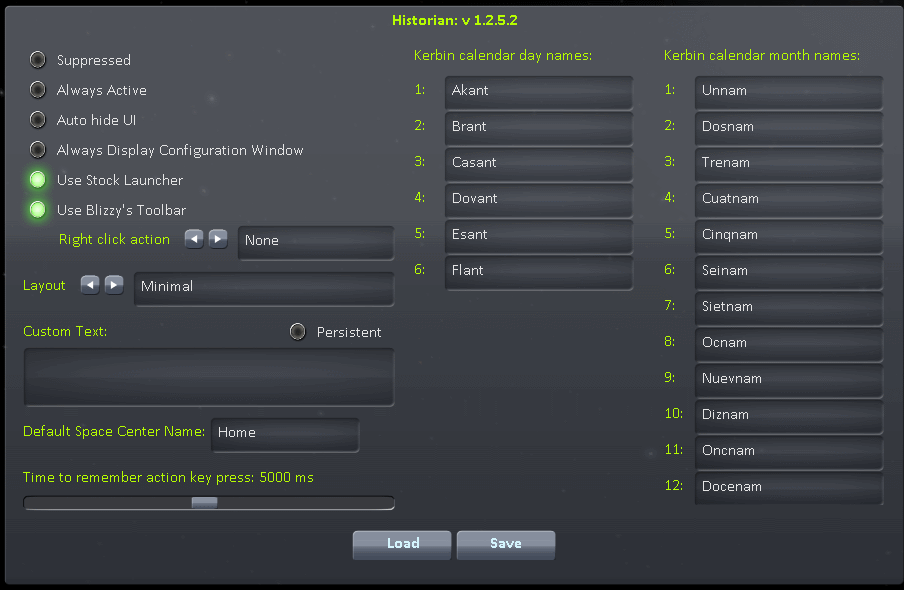 Historian: v 1.2.5.2
Suppressed
Always Active
Auto hide UI
Always Display Configuration Window
Use Stock Launcher
Use Blizzy's Toolbar
Right click action None
Layout Minimal
Custom Text: Persistent
Default Space Center Name: Home
Time to remember action key press: 5000 ms
Kerbin calendar day names:
1: Akant
2: Brant
3: Casant
4: Dovant
5: Esant
6: Flant
Kerbin calendar month names:
1: Unnam
2: Dosnam
3: Trenam
4: Cuatnam
5: Cinqnam
6: Seinam
7: Sietnam
8: Ocnam
9: Nuevnam
10: Diznam
11: Oncnam
12: Docenam
Load Save